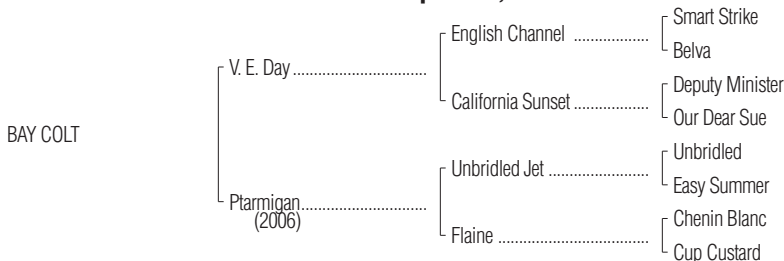 Smart Strike
English Channel ..................
Belva
V. E. Day ................................
Deputy Minister
California Sunset ..................
Our Dear Sue
BAY COLT
Unbridled
Unbridled Jet ......................
Easy Summer
Ptarmigan..............................
(2006)
Chenin Blanc
Flaine ....................................
Cup Custard